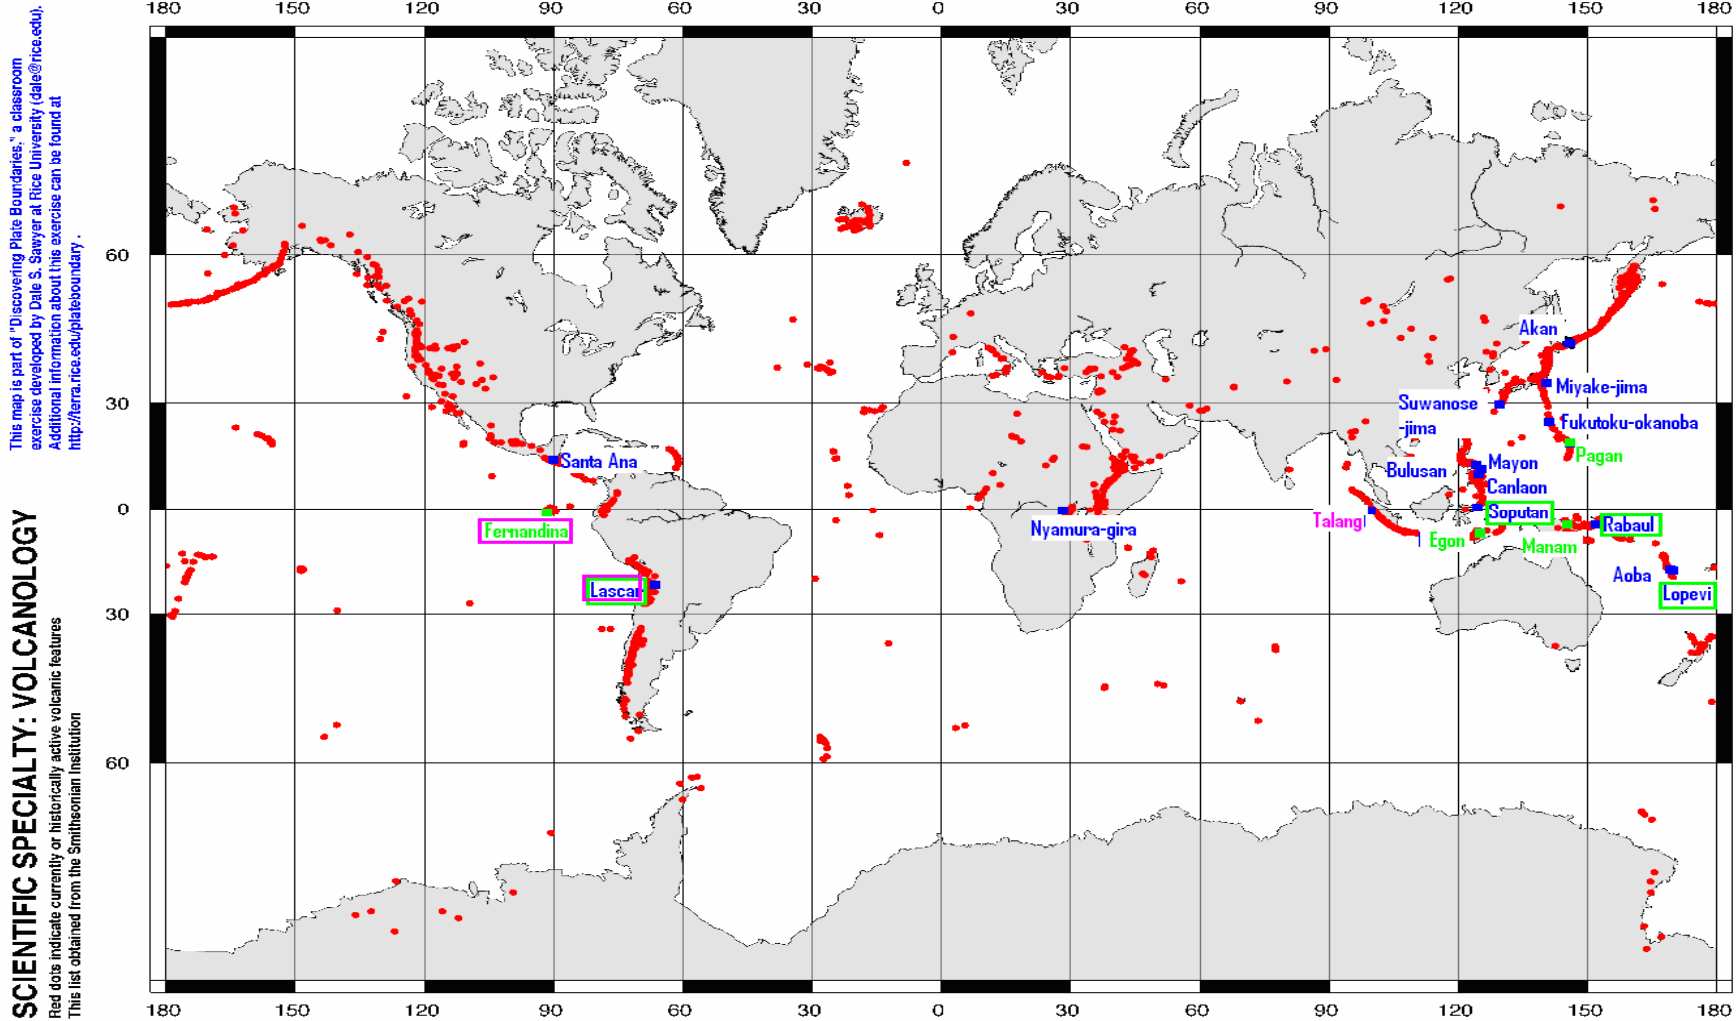 This map is part of "Discovering Plate Boundaries," a classroom
exercise developed by Dale S. Sawyer at Rice University (dale@rice.edu).
Additional information about this exercise can be found at
http://terra.rice.edu/plateboundary .
SCIENTIFIC SPECIALTY: VOLCANOLOGY
Red dots indicate currently or historically active volcanic features
This list obtained from the Smithsonian Institution
180 150 120 90 60 30 0 30 60 90 120 150 180
60
30
0
30
60
Akan
Miyake-jima
Suwanose
-jima
Fukutoku-okanoba
Pagan
Santa Ana
Bulusan
Mayon
Canlaon
Soputan
Fernandina
Nyamura-gira
Talang
Egon
Manam
Rabaul
Lascar
Aoba
Lopevi
180 150 120 90 60 30 0 30 60 90 120 150 180